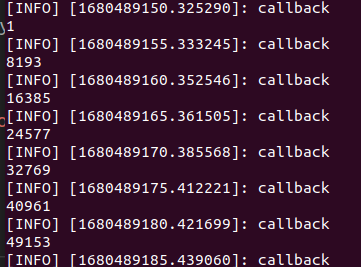 [INFO] [1680489150.325290]: callback
1
[INFO] [1680489155.333245]: callback
8193
[INFO] [1680489160.352546]: callback
16385
[INFO] [1680489165.361505]: callback
24577
[INFO] [1680489170.385568]: callback
32769
[INFO] [1680489175.412221]: callback
40961
[INFO] [1680489180.421699]: callback
49153
[INFO] [1680489185.439060]: callback